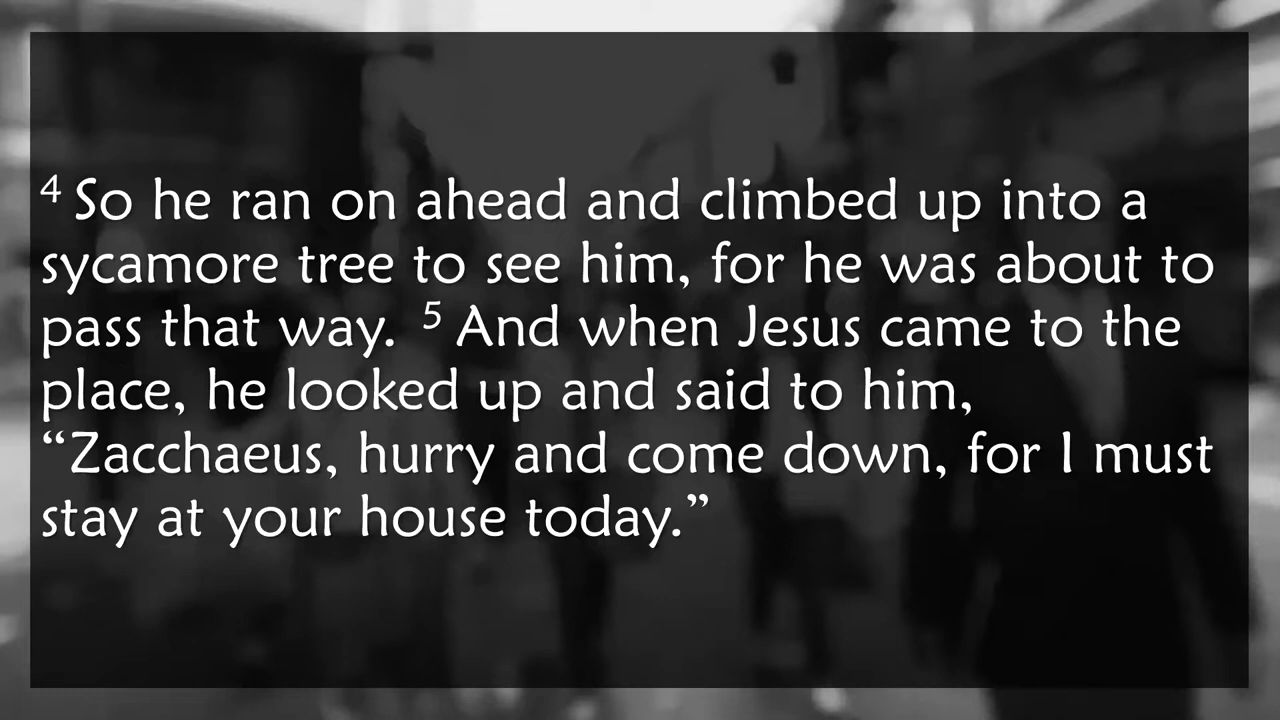 4 So he ran on ahead and climbed up into a
sycamore tree to see him, for he was about to
pass that way. 5 And when Jesus came to the
place, he looked up and said to him,
“Zacchaeus, hurry and come down, for I must
stay at your house today.”